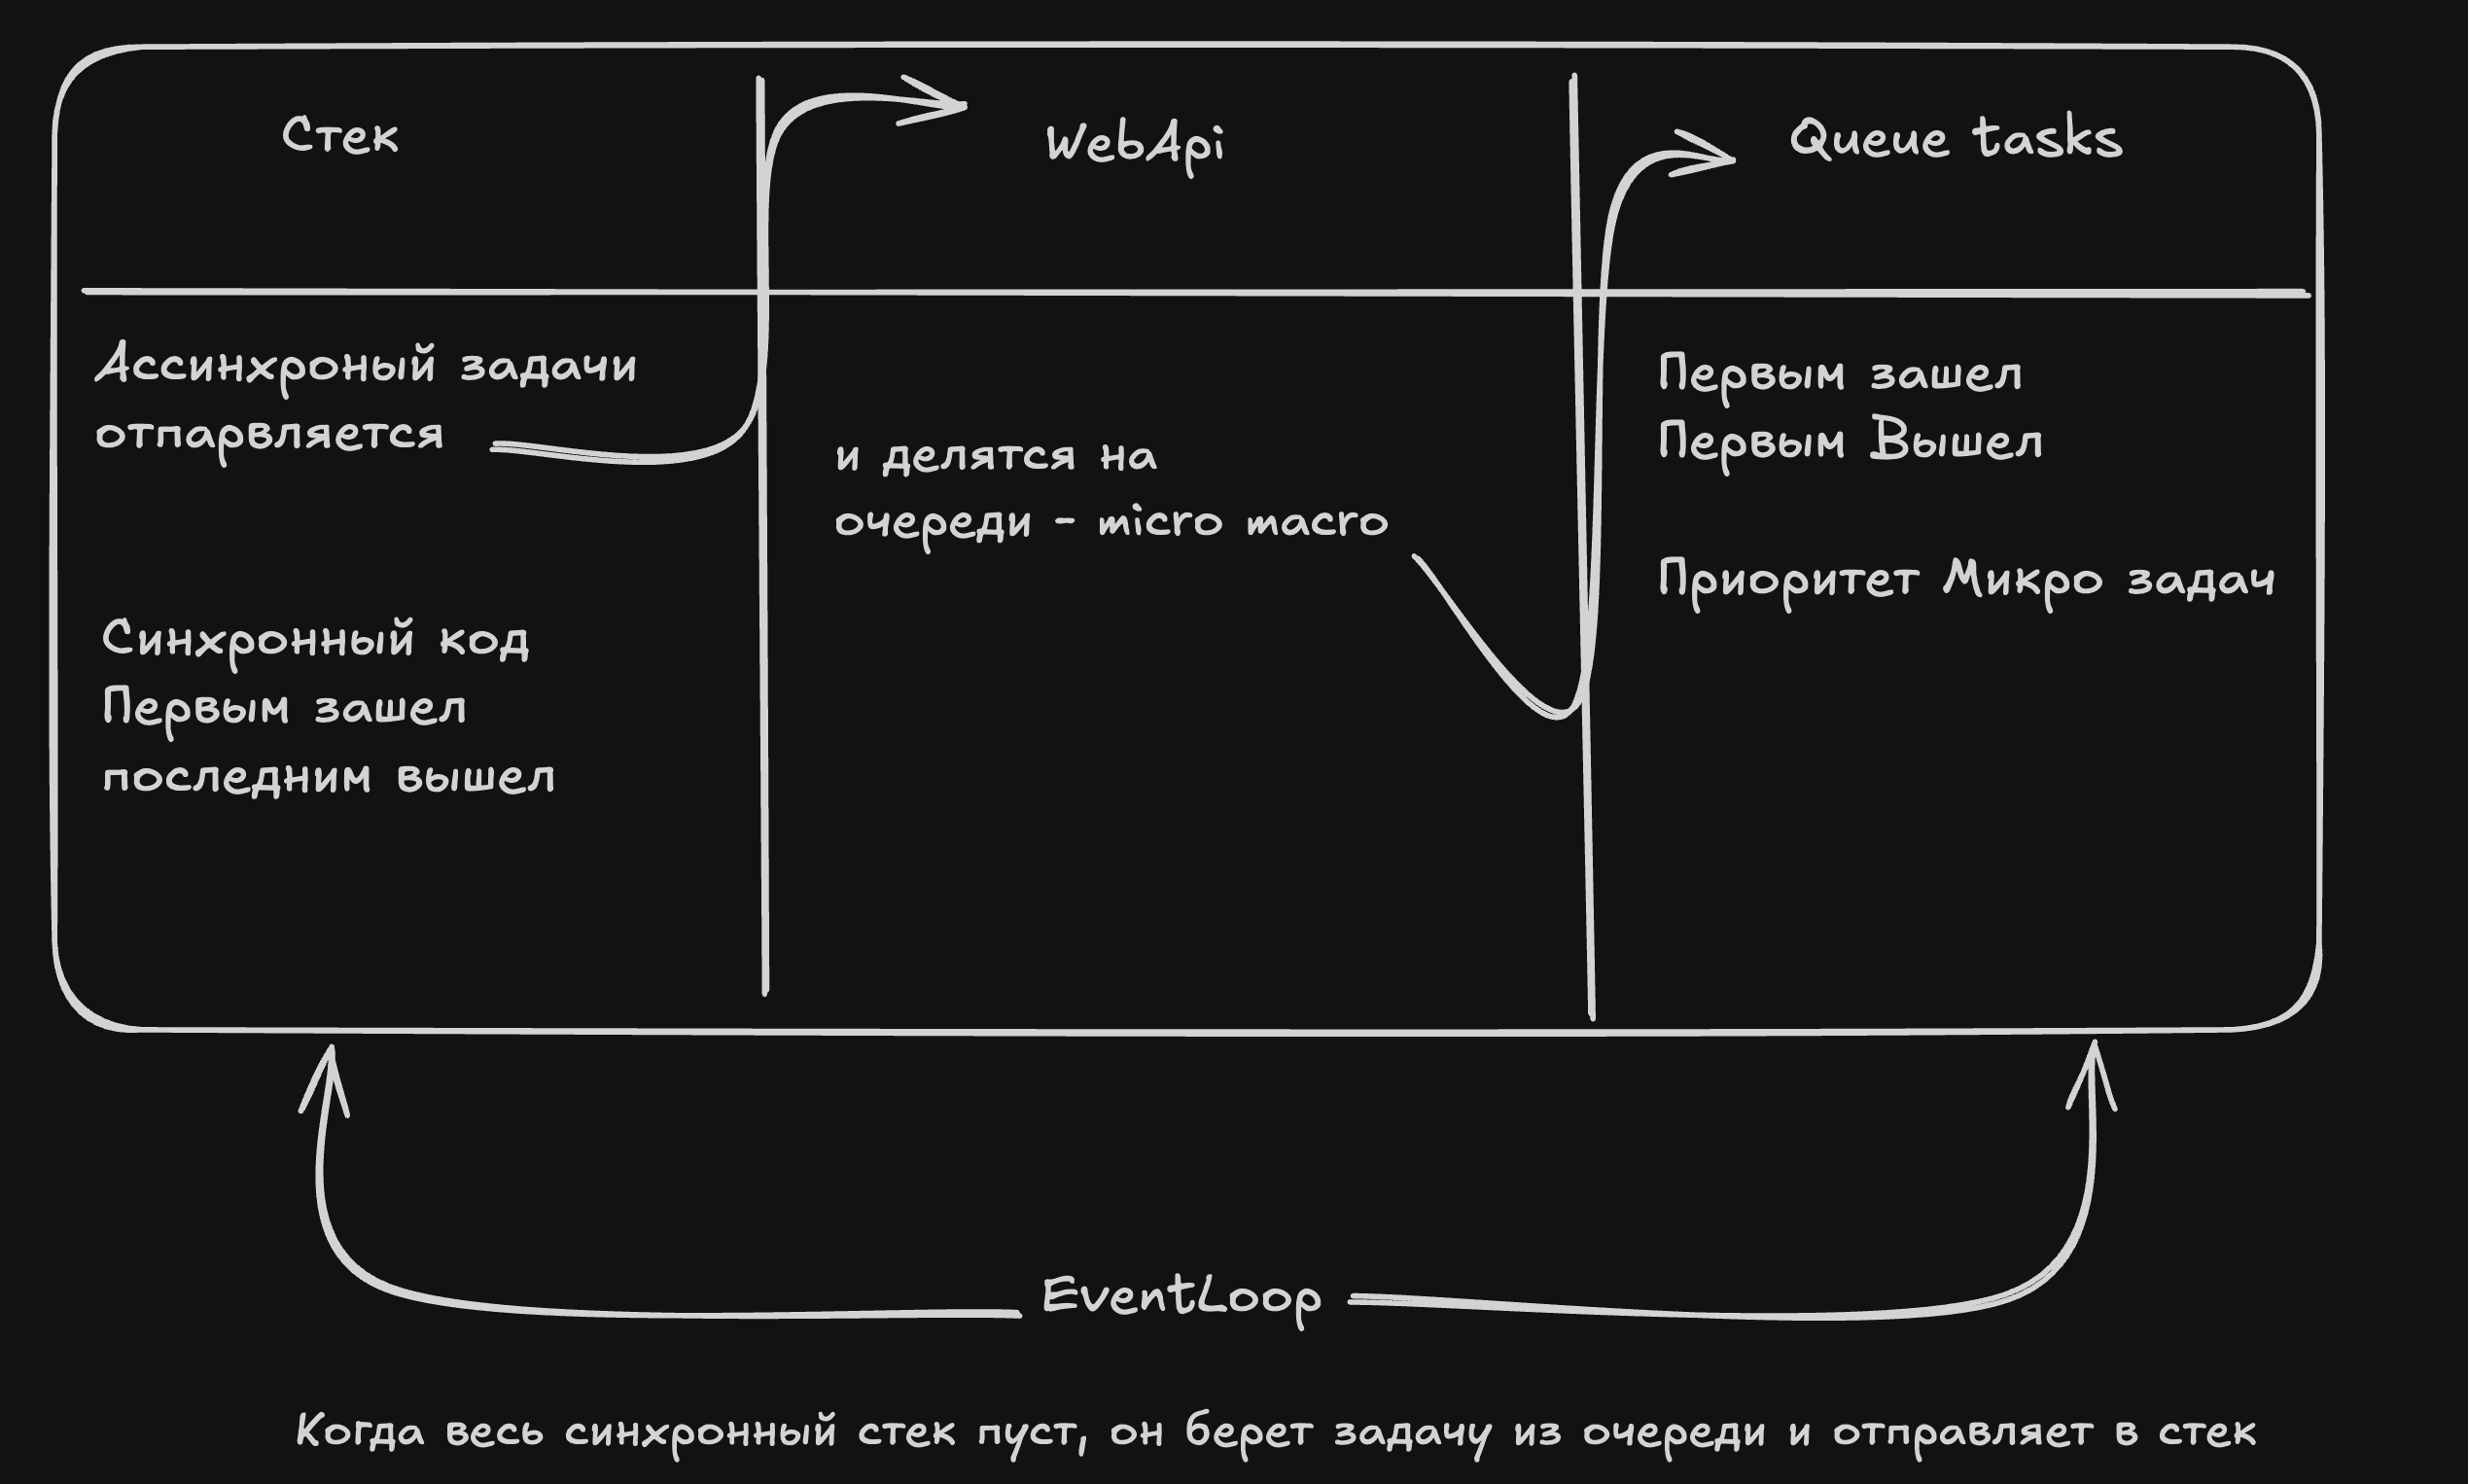 Стек
WebApi
Queue tasks
Ассинхроный задачи
отпарвляется
Синхронный код
Первым зашел
последним вышел
и делятся на
очереди - micro macro
Первым зашел
Первым Вышел
Приоритет Микро задач
EventLoop
Когда весь синхронный стек пуст, он берет задачу из очереди и отправляет в стек